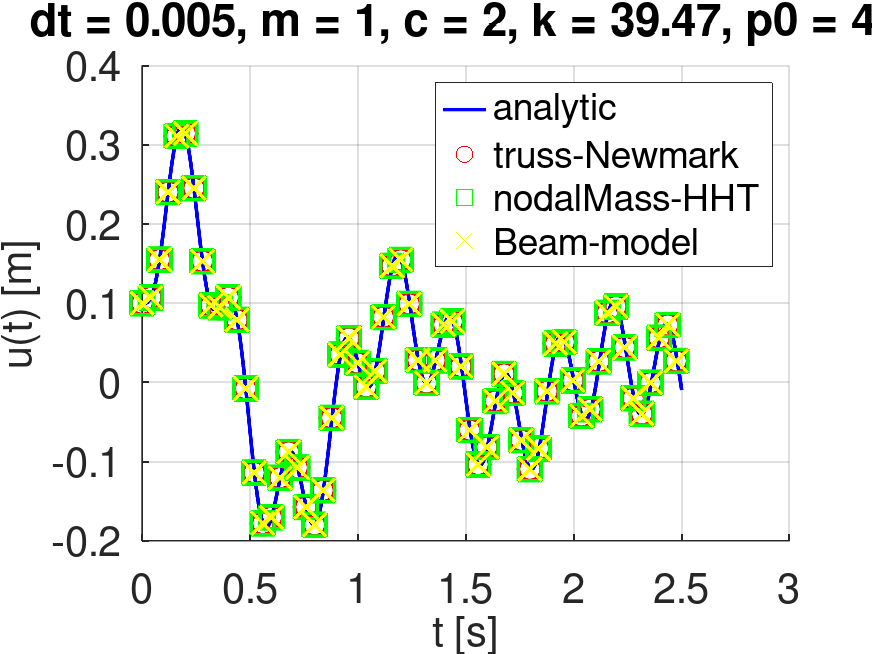 dt = 0.005, m = 1, c = 2, k = 39.47, p0 = 4
0.4
0.3
0.2
0.1
0
-0.1
-0.2
u(t) [m]
analytic
truss-Newmark
nodalMass-HHT
Beam-model
0 0.5 1 1.5 2 2.5 3
t [s]